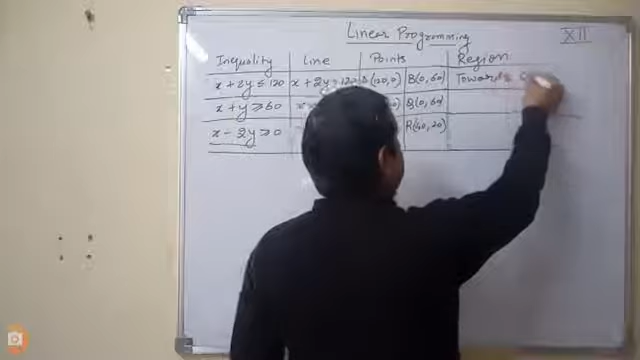 Linear Programming
XII
Inequality Line Points Region
x + 2y ≤ 120 x + 2y = 120 A(120,0) B(0,60) Towards
x + y ≥ 60 Q(0,60)
x - 2y ≥ 0 R(40,20)